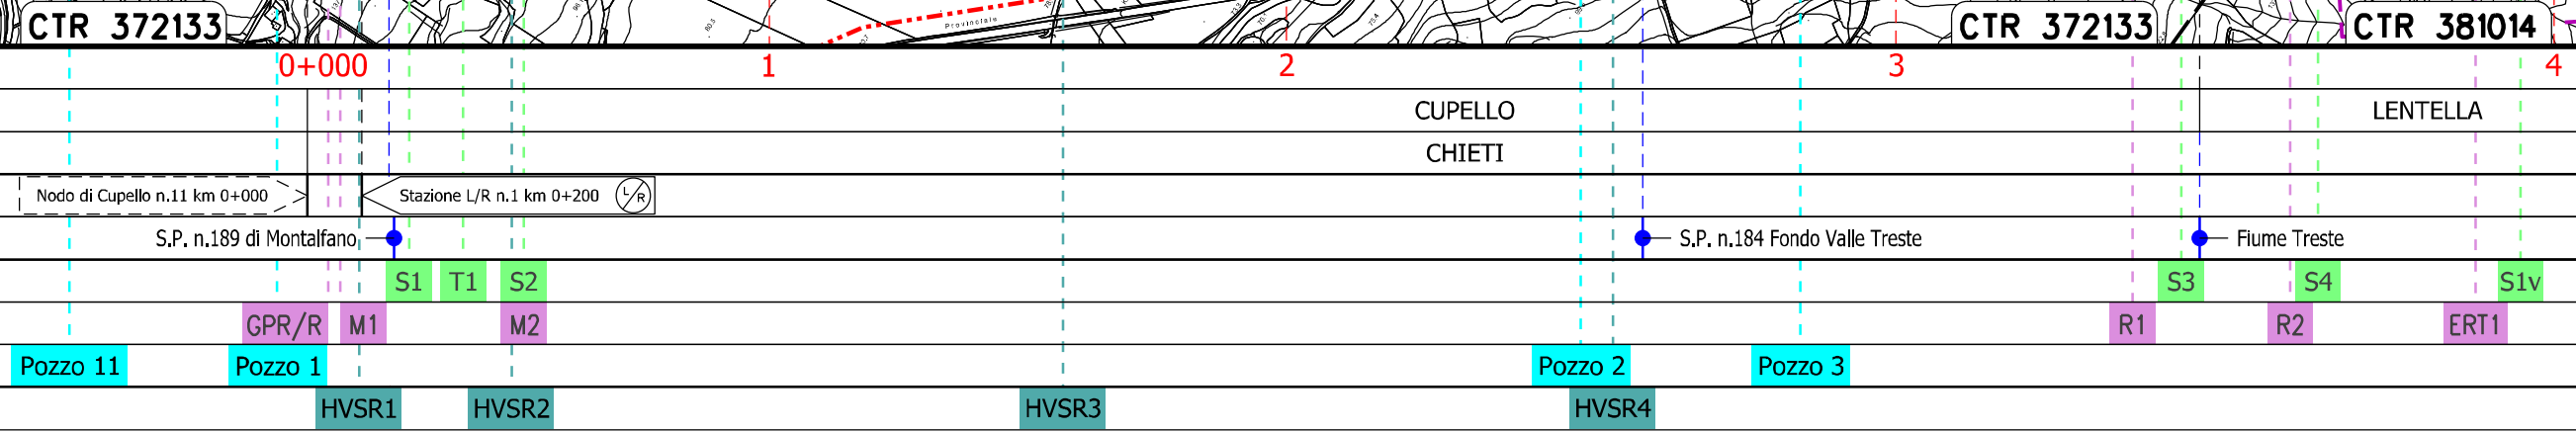 CTR 372133
Provinciale
CTR 372133
CTR 381014
0+000
1
2
3
4
CUPELLO
LENTELLA
CHIETI
Nodo di Cupello n.11 km 0+000
Stazione L/R n.1 km 0+200
L/R
S.P. n.189 di Montalfano
S.P. n.184 Fondo Valle Treste
Fiume Treste
S1
T1
S2
S3
S4
S1v
GPR/R
M1
M2
R1
R2
ERT1
Pozzo 11
Pozzo 1
Pozzo 2
Pozzo 3
HVSR1
HVSR2
HVSR3
HVSR4